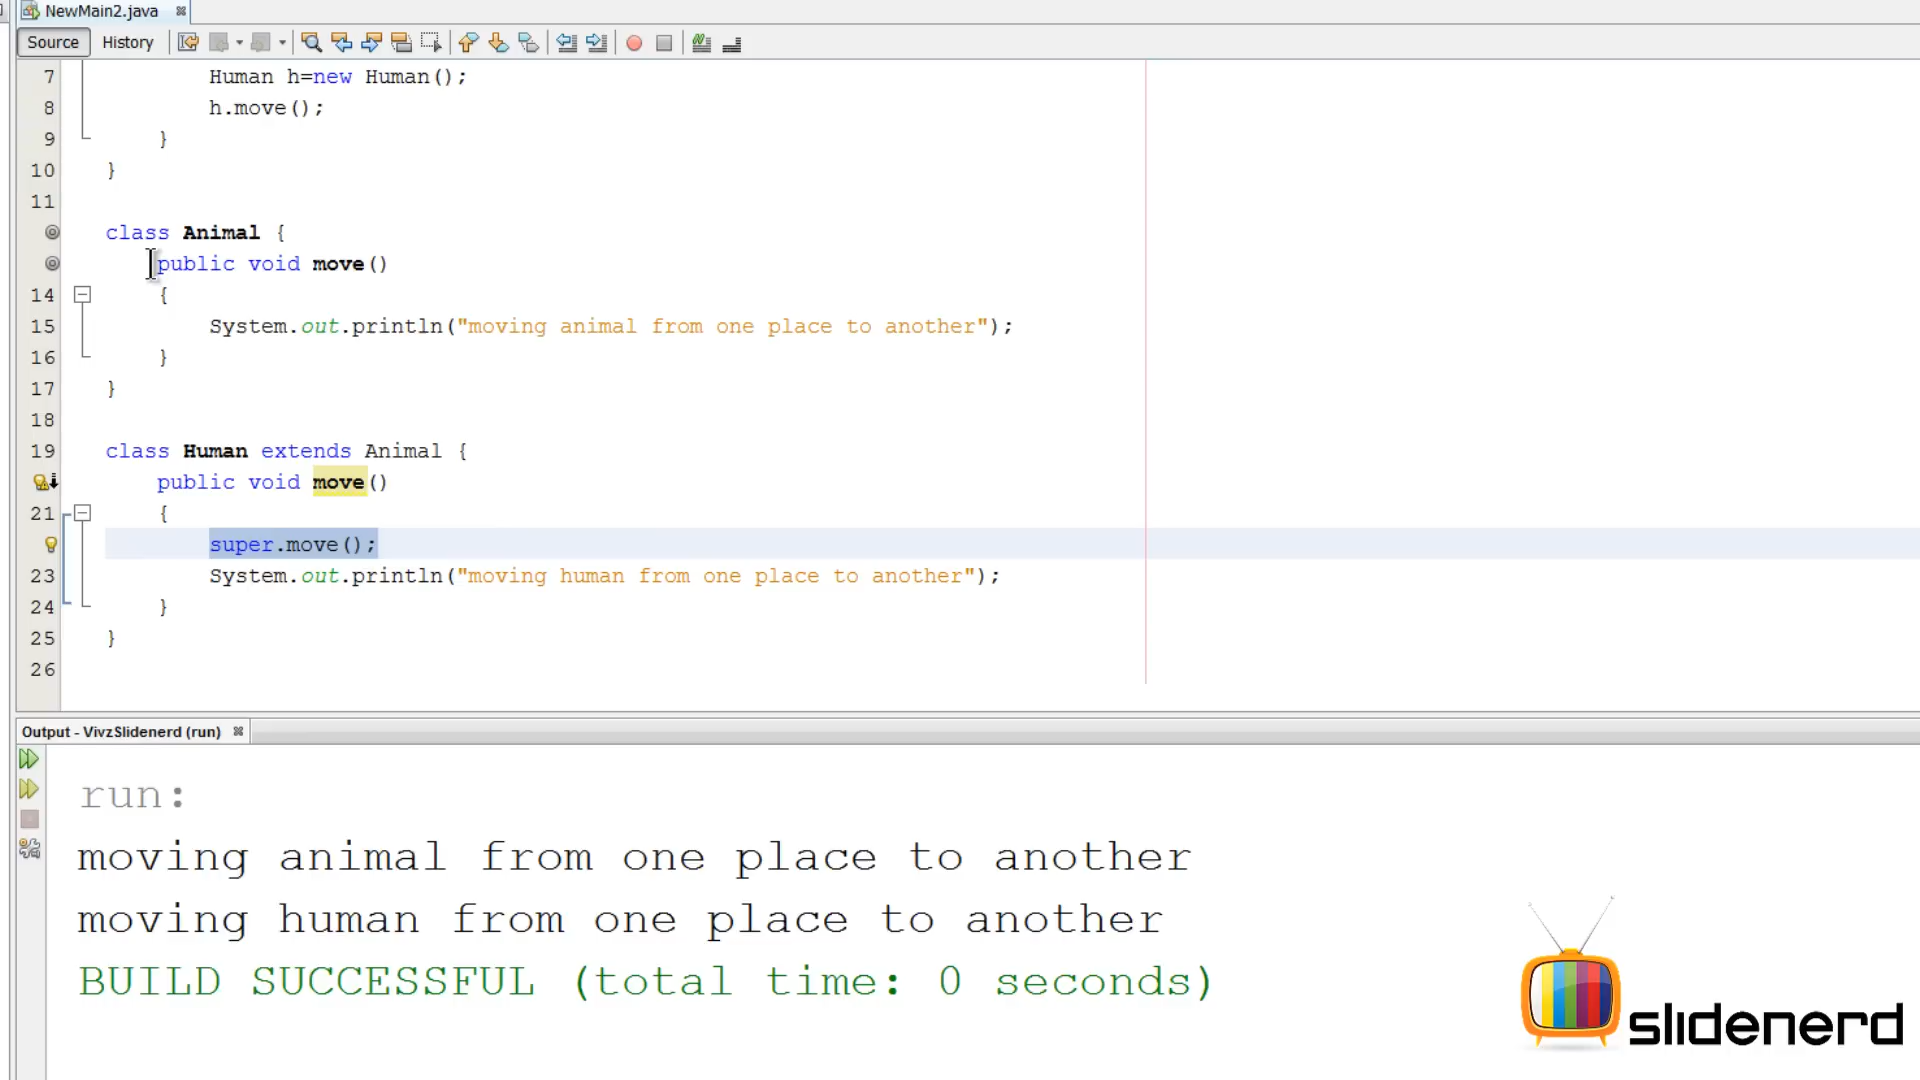 NewMain2.java
Source History
7 Human h=new Human();
8 h.move();
9 }
10 }
11
class Animal {
public void move()
14 {
15 System.out.println("moving animal from one place to another");
16 }
17 }
18
19 class Human extends Animal {
public void move()
21 {
super.move();
23 System.out.println("moving human from one place to another");
24 }
25 }
26
Output - VivzSlidenerd (run)
run:
moving animal from one place to another
moving human from one place to another
BUILD SUCCESSFUL (total time: 0 seconds)
slidenerd